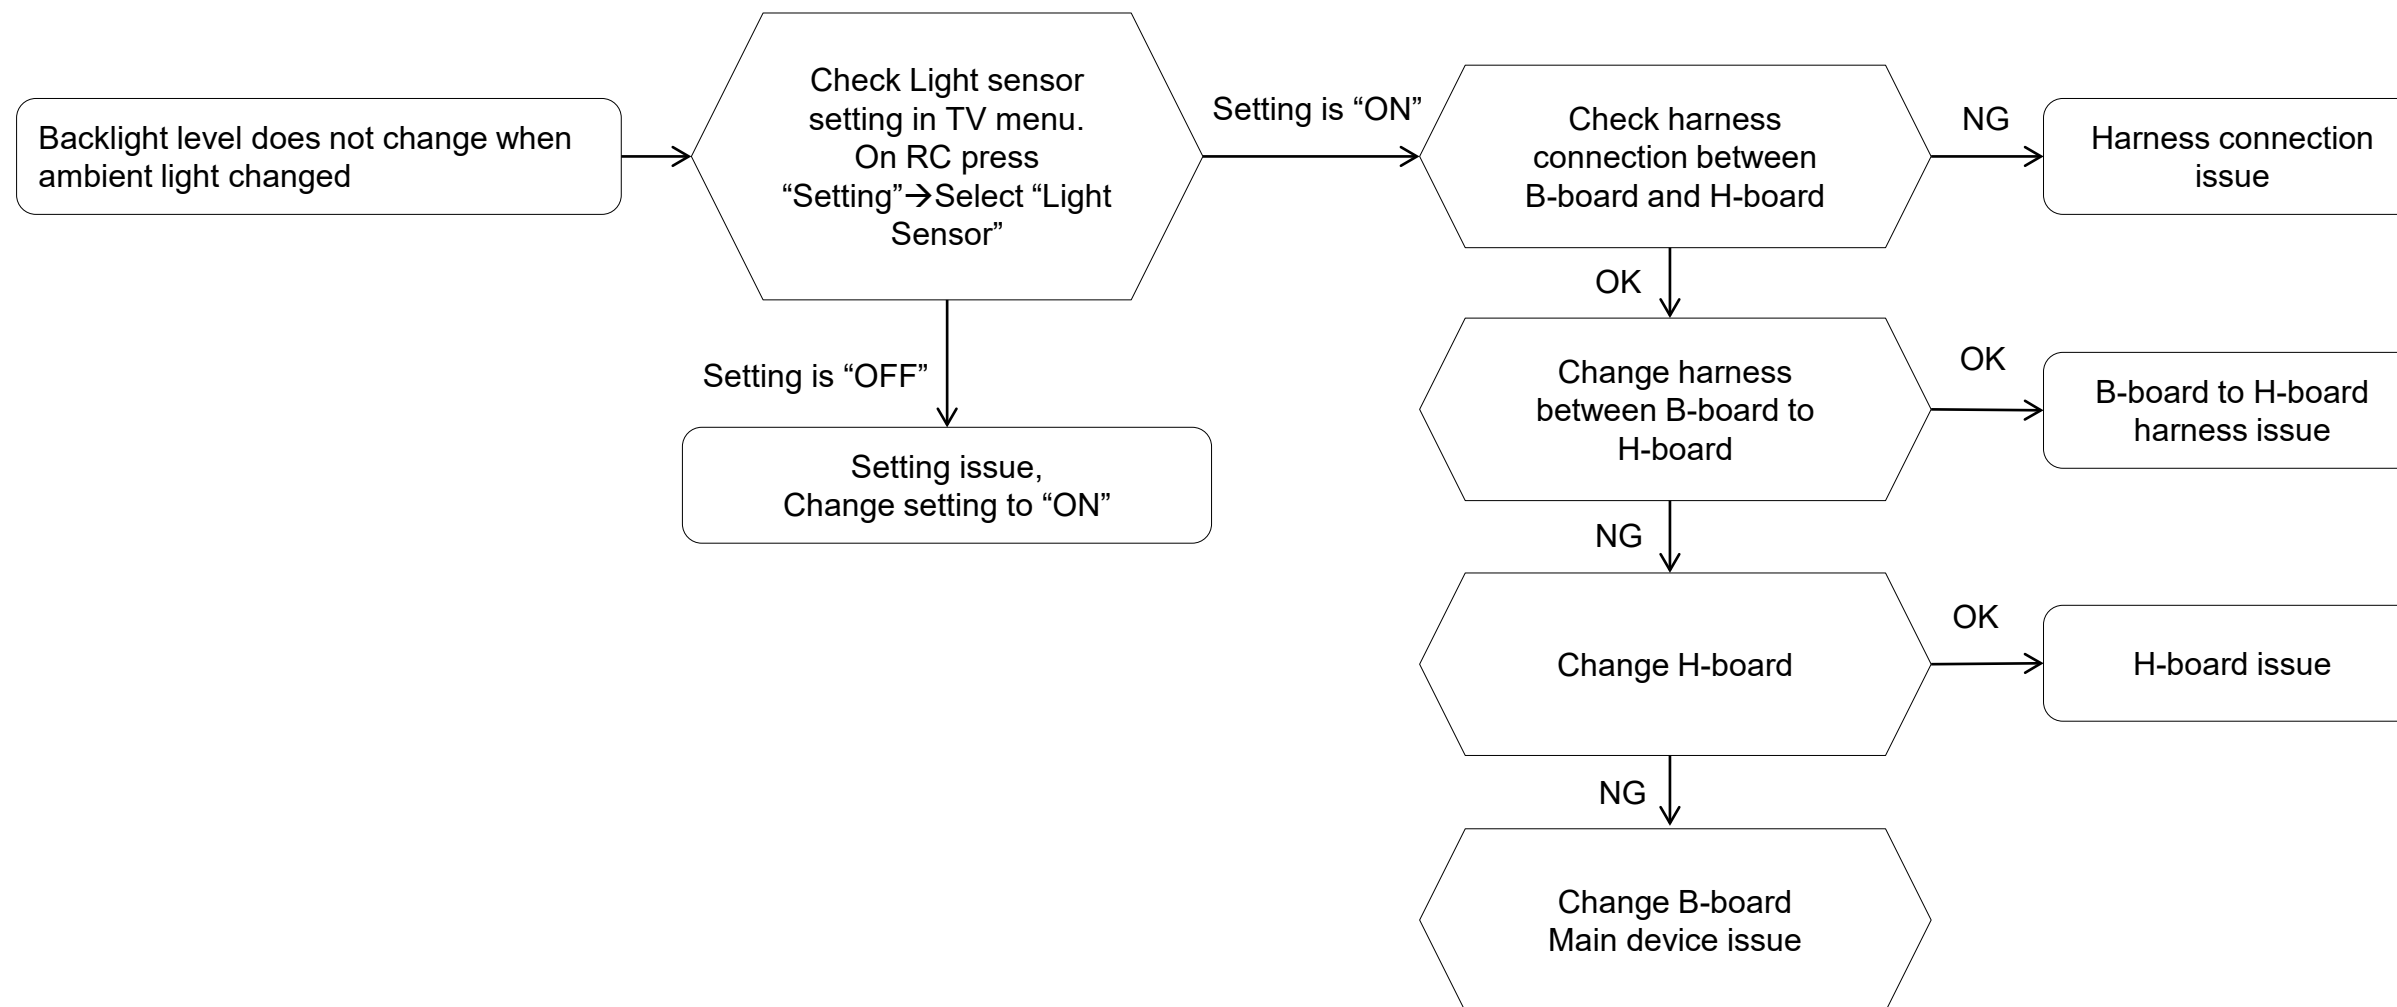 Backlight level does not change when
ambient light changed
Check Light sensor
setting in TV menu.
On RC press
“Setting”→Select “Light
Sensor”
Setting is “ON”
Check harness
connection between
B-board and H-board
NG
Harness connection
issue
OK
Setting is “OFF”
Setting issue,
Change setting to “ON”
Change harness
between B-board to
H-board
OK
B-board to H-board
harness issue
NG
Change H-board
OK
H-board issue
NG
Change B-board
Main device issue